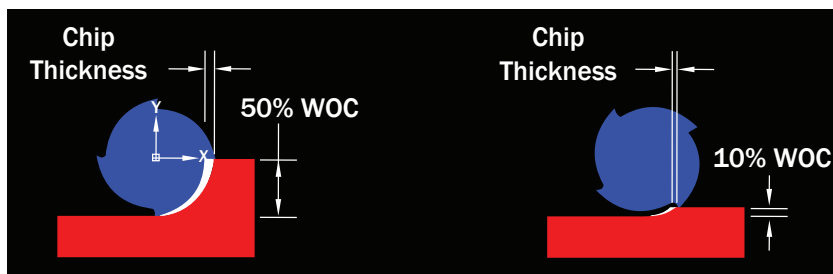 Chip
Thickness
50% WOC
Y
X
Chip
Thickness
10% WOC